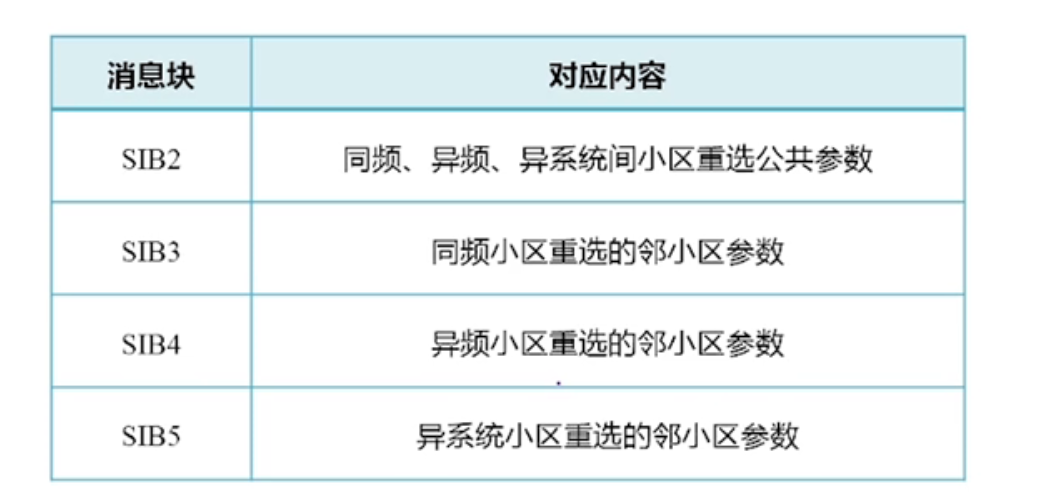 消息块 对应内容
SIB2 同频、异频、异系统间小区重选公共参数
SIB3 同频小区重选的邻小区参数
SIB4 异频小区重选的邻小区参数
SIB5 异系统小区重选的邻小区参数